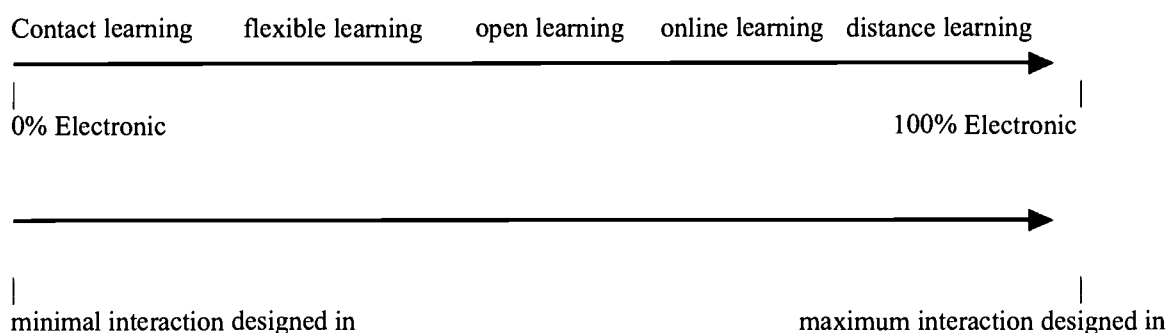 Contact learning flexible learning open learning online learning distance learning
0% Electronic 100% Electronic
minimal interaction designed in maximum interaction designed in